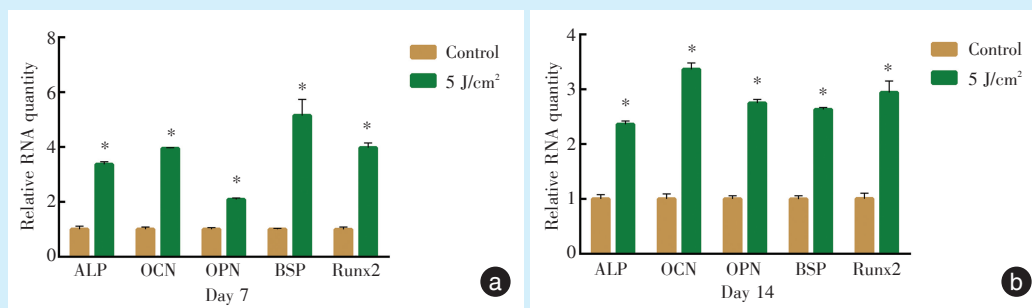 8
6
4
2
0
Relative RNA quantity
*
*
*
*
*
Control
5 J/cm²
ALP OCN OPN BSP Runx2
Day 7
a
4
3
2
1
0
Relative RNA quantity
*
*
*
*
*
Control
5 J/cm²
ALP OCN OPN BSP Runx2
Day 14
b